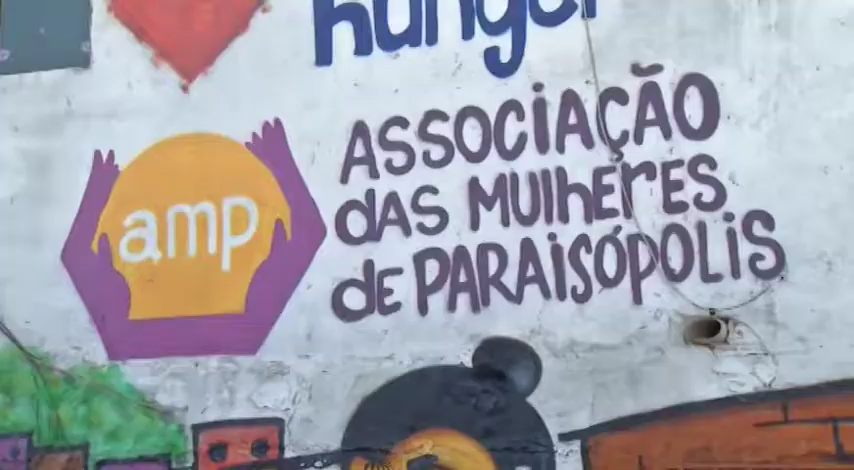 hunger
amp
ASSOCIAÇÃO
dAS MULHERES
de PARAISÓPOLIS